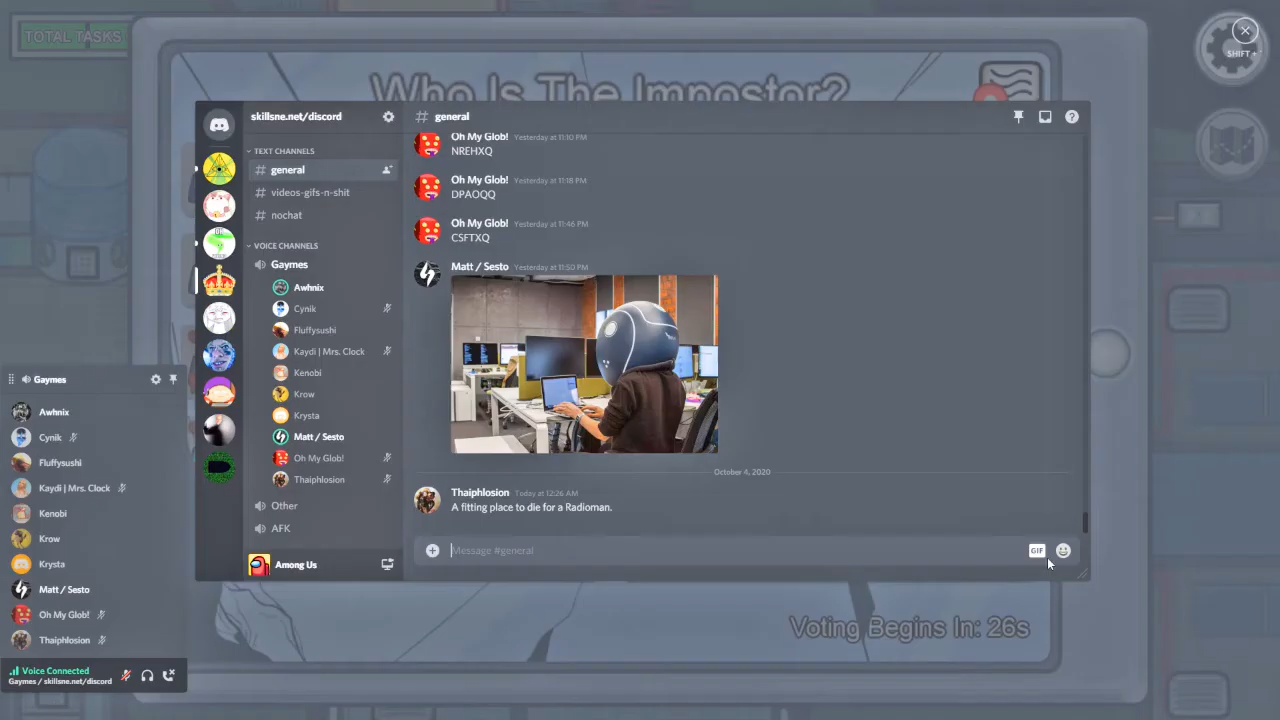 TOTAL TASKS
Who Is The Impostor?
SHIFT+`
skillsne.net/discord
general
TEXT CHANNELS
general
videos-gifs-n-shit
nochat
VOICE CHANNELS
Gaymes
Awhnix
Cynik
Fluffysushi
Kaydi | Mrs. Clock
Kenobi
Krow
Krysta
Matt / Sesto
Oh My Glob!
Thaiphlosion
Other
AFK
Among Us
Oh My Glob! Yesterday at 11:10 PM
NREHXQ
Oh My Glob! Yesterday at 11:18 PM
DPAOQQ
Oh My Glob! Yesterday at 11:46 PM
CSFTXQ
Matt / Sesto Yesterday at 11:50 PM
October 4, 2020
Thaiphlosion Today at 12:26 AM
A fitting place to die for a Radioman.
Message #general
GIF
Gaymes
Awhnix
Cynik
Fluffysushi
Kaydi | Mrs. Clock
Kenobi
Krow
Krysta
Matt / Sesto
Oh My Glob!
Thaiphlosion
Voice Connected
Gaymes / skillsne.net/discord
Voting Begins In: 26s